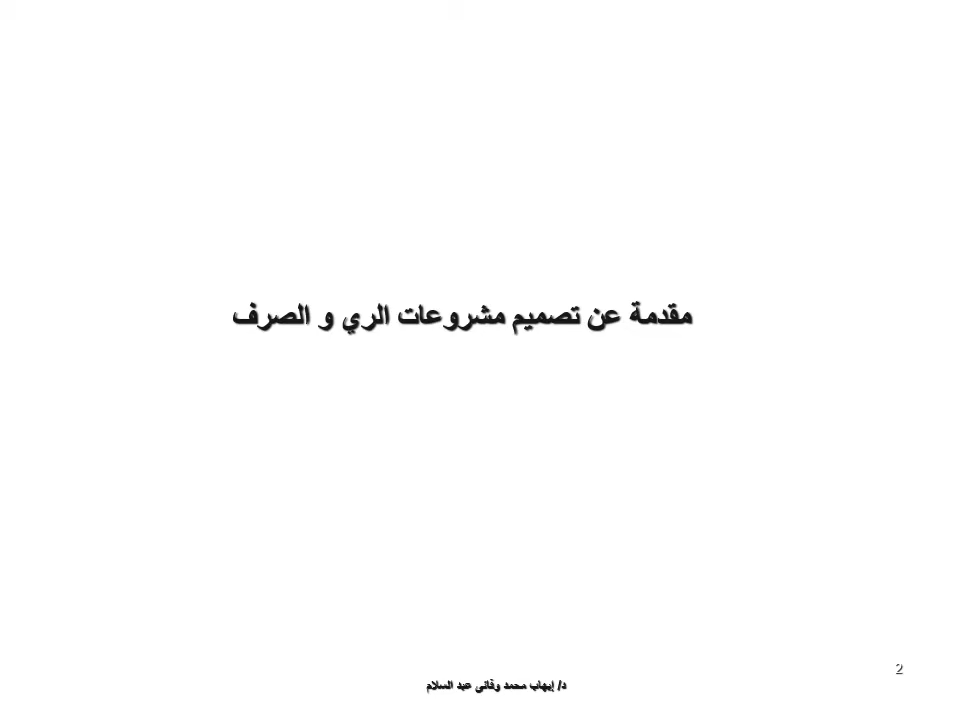 مقدمة عن تصميم مشروعات الري و الصرف
2
د/ إيهاب محمد وفائي عبد السلام